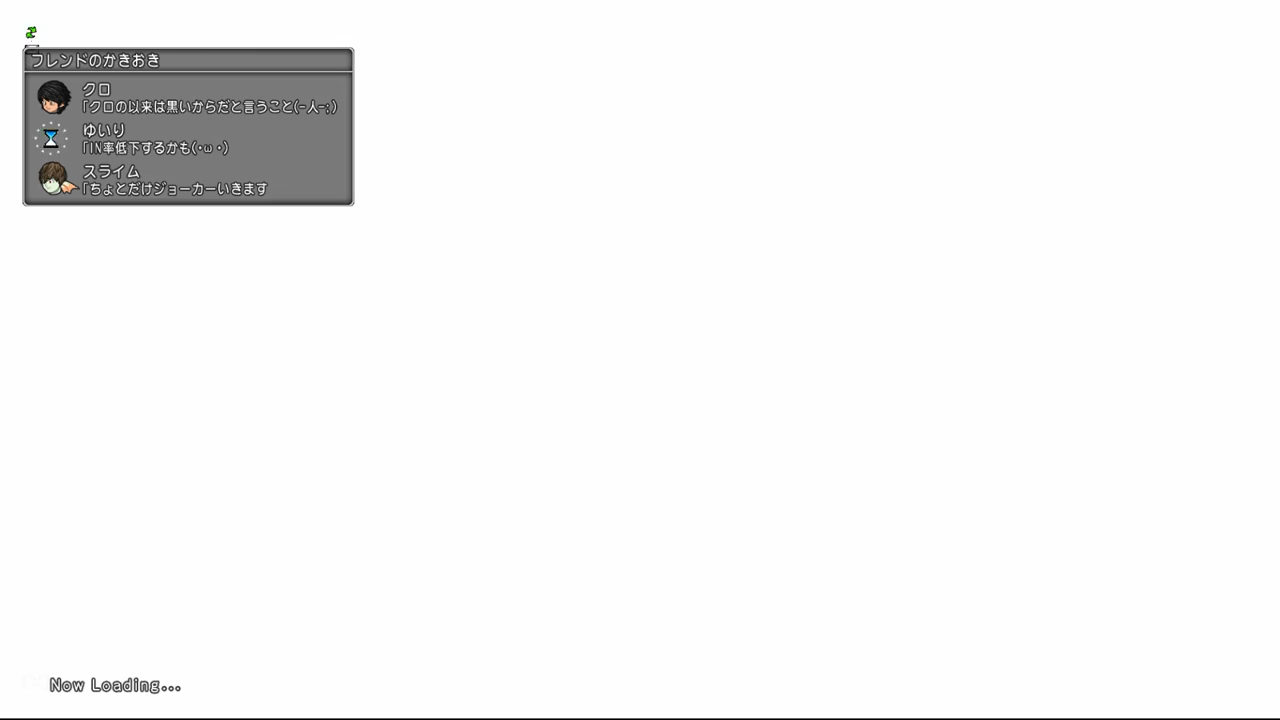 フレンドのかきおき
クロ
「クロの以来は黒いからだと言うこと(-人-;)
ゆいり
「IN率低下するかも(･ω･)
スライム
「ちょとだけジョーカーいきます
Now Loading...